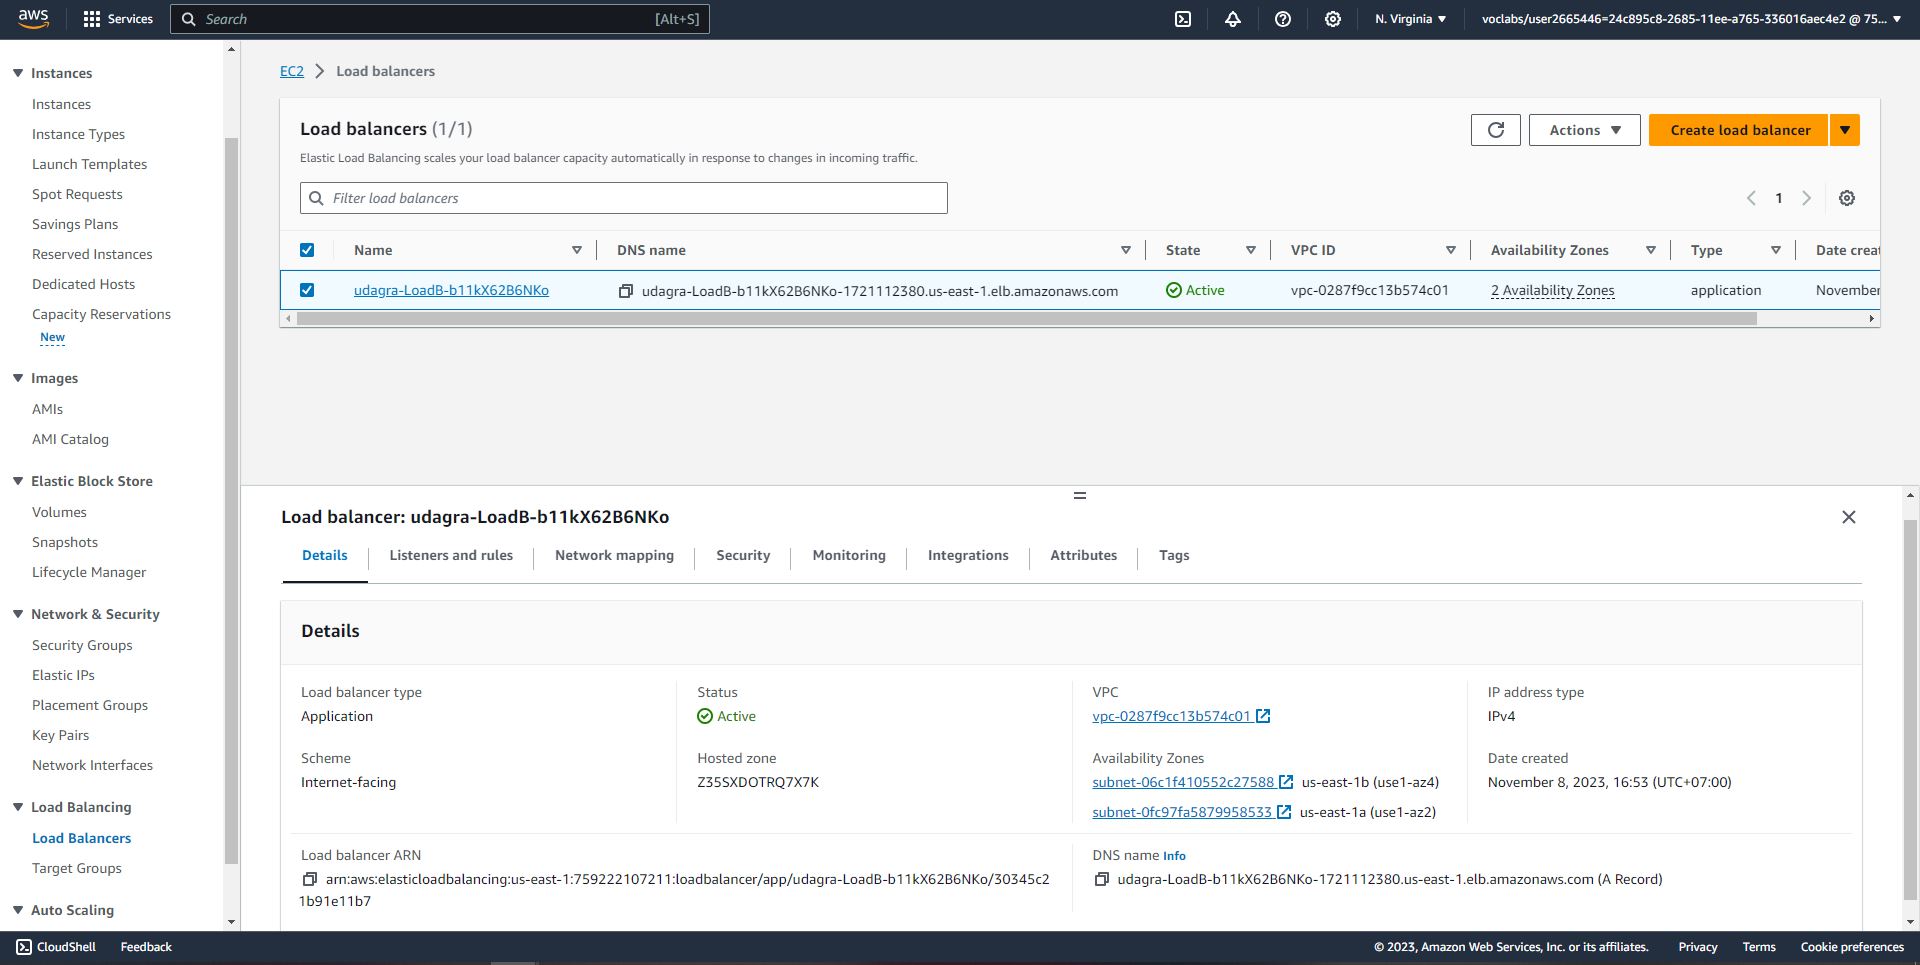 aws
Services
Search
[Alt+S]
N. Virginia
voclabs/user2665446=24c895c8-2685-11ee-a765-336016aec4e2 @ 75...
Instances
Instances
Instance Types
Launch Templates
Spot Requests
Savings Plans
Reserved Instances
Dedicated Hosts
Capacity Reservations
New
Images
AMIs
AMI Catalog
Elastic Block Store
Volumes
Snapshots
Lifecycle Manager
Network & Security
Security Groups
Elastic IPs
Placement Groups
Key Pairs
Network Interfaces
Load Balancing
Load Balancers
Target Groups
Auto Scaling
EC2 Load balancers
Load balancers (1/1)
Elastic Load Balancing scales your load balancer capacity automatically in response to changes in incoming traffic.
Actions
Create load balancer
Filter load balancers
1
Name DNS name State VPC ID Availability Zones Type Date creat
udagra-LoadB-b11kX62B6NKo udagra-LoadB-b11kX62B6NKo-1721112380.us-east-1.elb.amazonaws.com Active vpc-0287f9cc13b574c01 2 Availability Zones application November
Load balancer: udagra-LoadB-b11kX62B6NKo
Details Listeners and rules Network mapping Security Monitoring Integrations Attributes Tags
Details
Load balancer type
Application
Scheme
Internet-facing
Status
Active
Hosted zone
Z35SXDOTRQ7X7K
VPC
vpc-0287f9cc13b574c01
Availability Zones
subnet-06c1f410552c27588 us-east-1b (use1-az4)
subnet-0fc97fa5879958533 us-east-1a (use1-az2)
IP address type
IPv4
Date created
November 8, 2023, 16:53 (UTC+07:00)
Load balancer ARN
arn:aws:elasticloadbalancing:us-east-1:759222107211:loadbalancer/app/udagra-LoadB-b11kX62B6NKo/30345c2
1b91e11b7
DNS name Info
udagra-LoadB-b11kX62B6NKo-1721112380.us-east-1.elb.amazonaws.com (A Record)
CloudShell
Feedback
© 2023, Amazon Web Services, Inc. or its affiliates.
Privacy
Terms
Cookie preferences